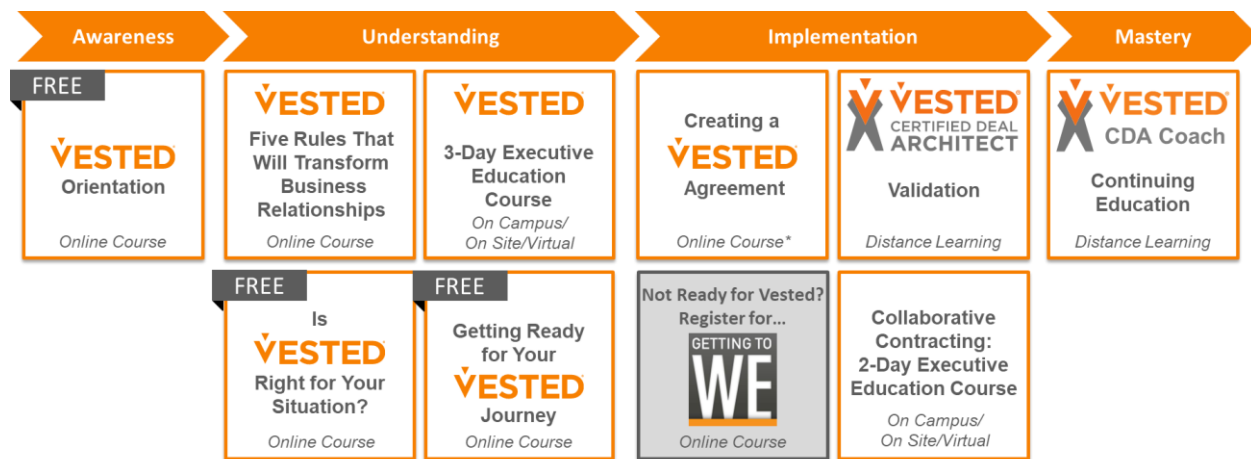 Awareness
Understanding
Implementation
Mastery
FREE
VESTED
Orientation
Online Course
VESTED®
Five Rules That
Will Transform
Business
Relationships
Online Course
VESTED®
3-Day Executive
Education
Course
On Campus/
On Site/Virtual
Creating a
VESTED
Agreement
Online Course*
VESTED®
CERTIFIED DEAL
ARCHITECT
Validation
Distance Learning
VESTED®
CDA Coach
Continuing
Education
Distance Learning
FREE
Is
VESTED
Right for Your
Situation?
Online Course
FREE
Getting Ready
for Your
VESTED
Journey
Online Course
Not Ready for Vested?
Register for...
GETTING TO
WE
Online Course
Collaborative
Contracting:
2-Day Executive
Education Course
On Campus/
On Site/Virtual